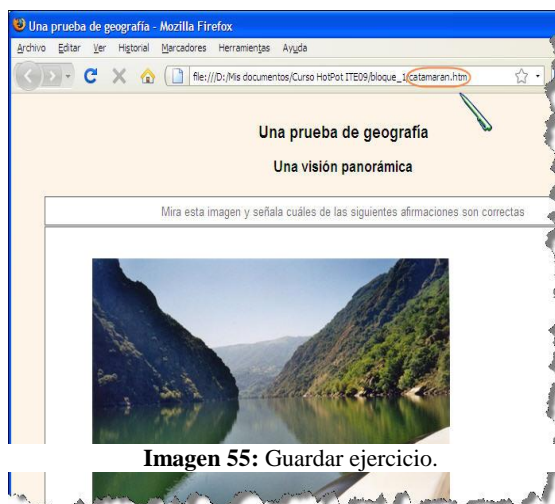 Una prueba de geografía - Mozilla Firefox
Archivo Editar Ver Historial Marcadores Herramientas Ayuda
file:///D:/Mis documentos/Curso HotPot ITE09/bloque_1/catamaran.htm
Una prueba de geografía
Una visión panorámica
Mira esta imagen y señala cuáles de las siguientes afirmaciones son correctas
Imagen 55: Guardar ejercicio.